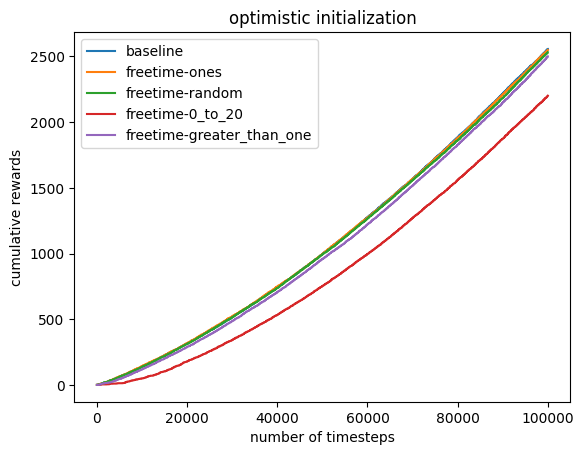 optimistic initialization
baseline
freetime-ones
freetime-random
freetime-0_to_20
freetime-greater_than_one
2500
2000
1500
1000
500
0
cumulative rewards
0 20000 40000 60000 80000 100000
number of timesteps